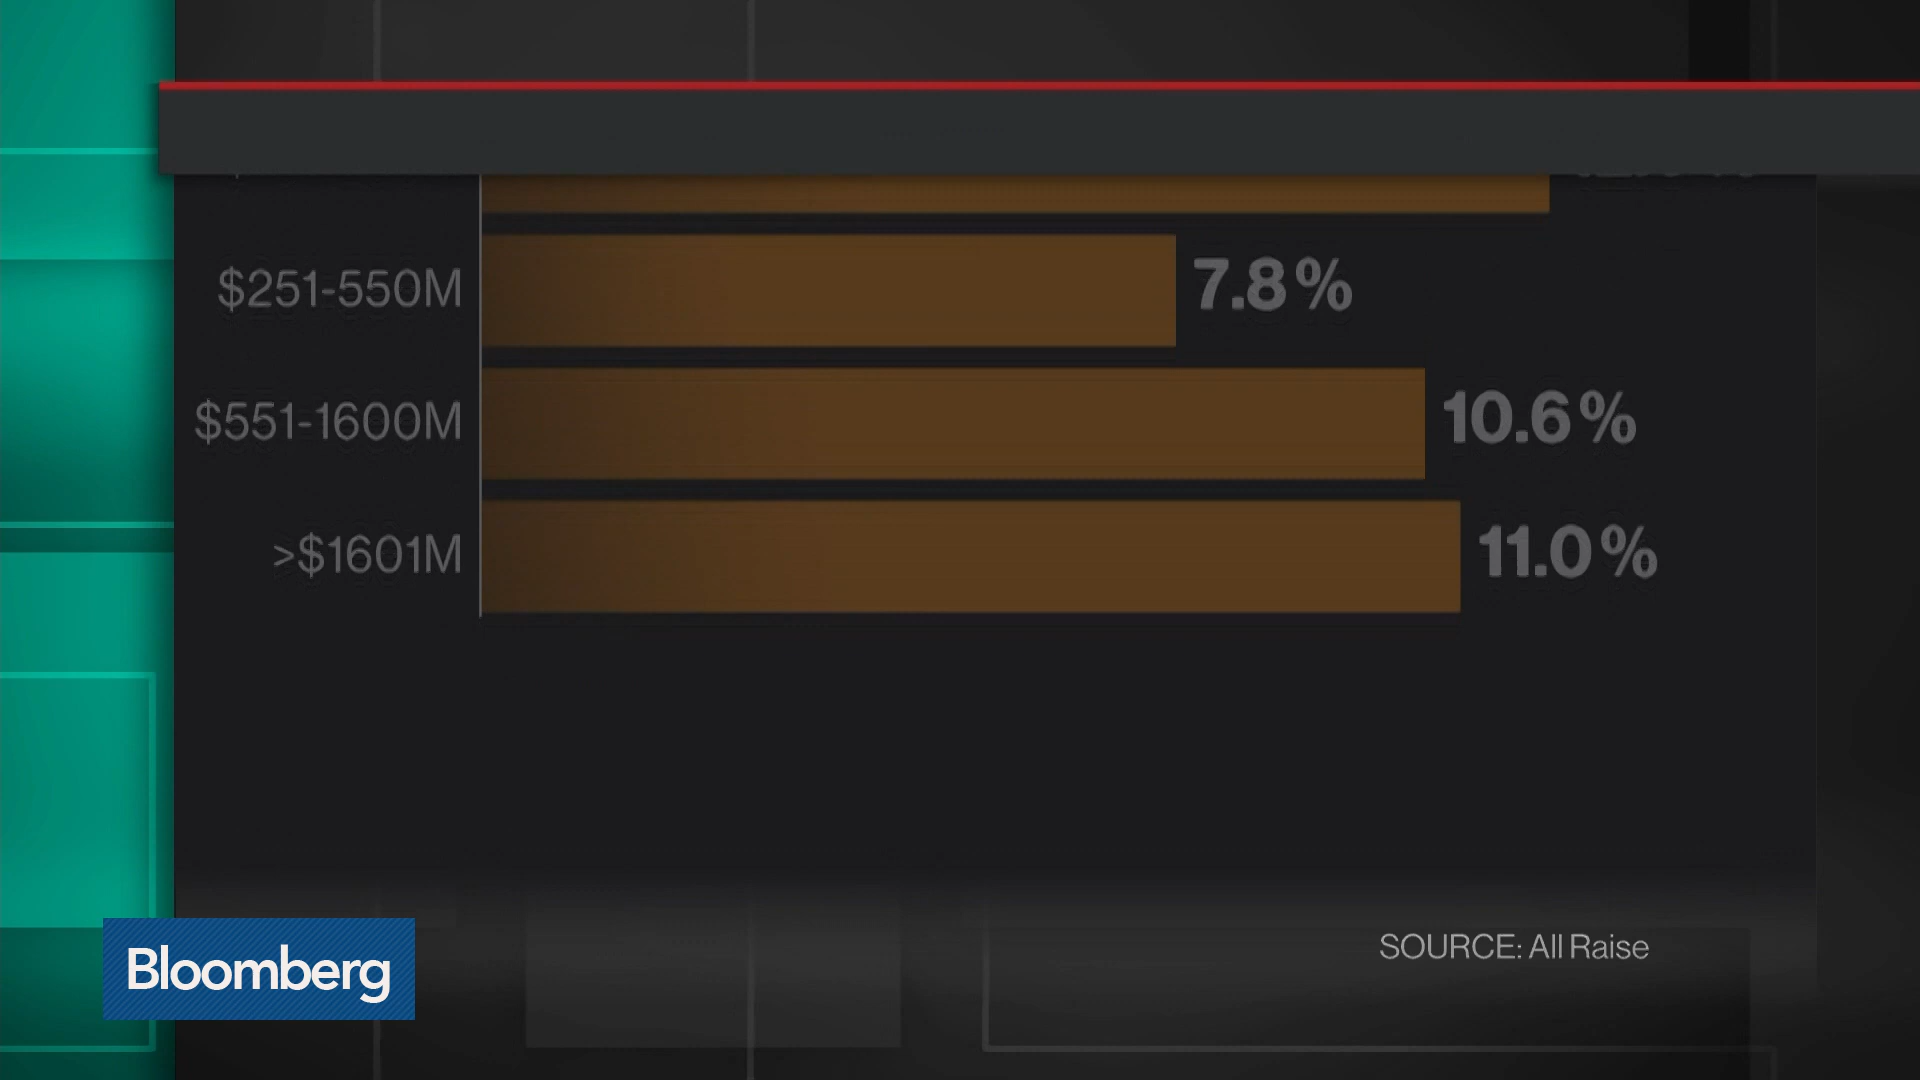 $251-550M 7.8%
$551-1600M 10.6%
>$1601M 11.0%
SOURCE: All Raise
Bloomberg